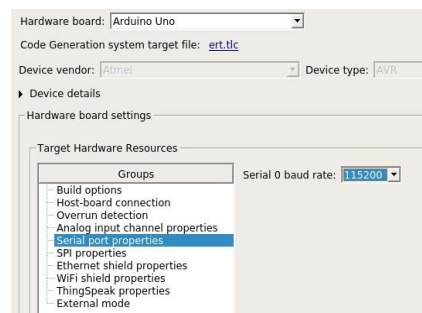 Hardware board: Arduino Uno
Code Generation system target file: ert.tlc
Device vendor: Atmel Device type: AVR
Device details
Hardware board settings
Target Hardware Resources
Groups
Serial 0 baud rate: 115200
Build options
Host-board connection
Overrun detection
Analog input channel properties
Serial port properties
SPI properties
Ethernet shield properties
WiFi shield properties
ThingSpeak properties
External mode